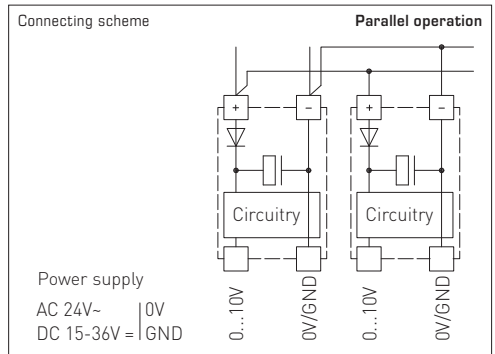 Connecting scheme Parallel operation
+ − + −
Circuitry Circuitry
Power supply
AC 24V~ 0V
DC 15-36V = GND
0...10V 0V/GND 0...10V 0V/GND